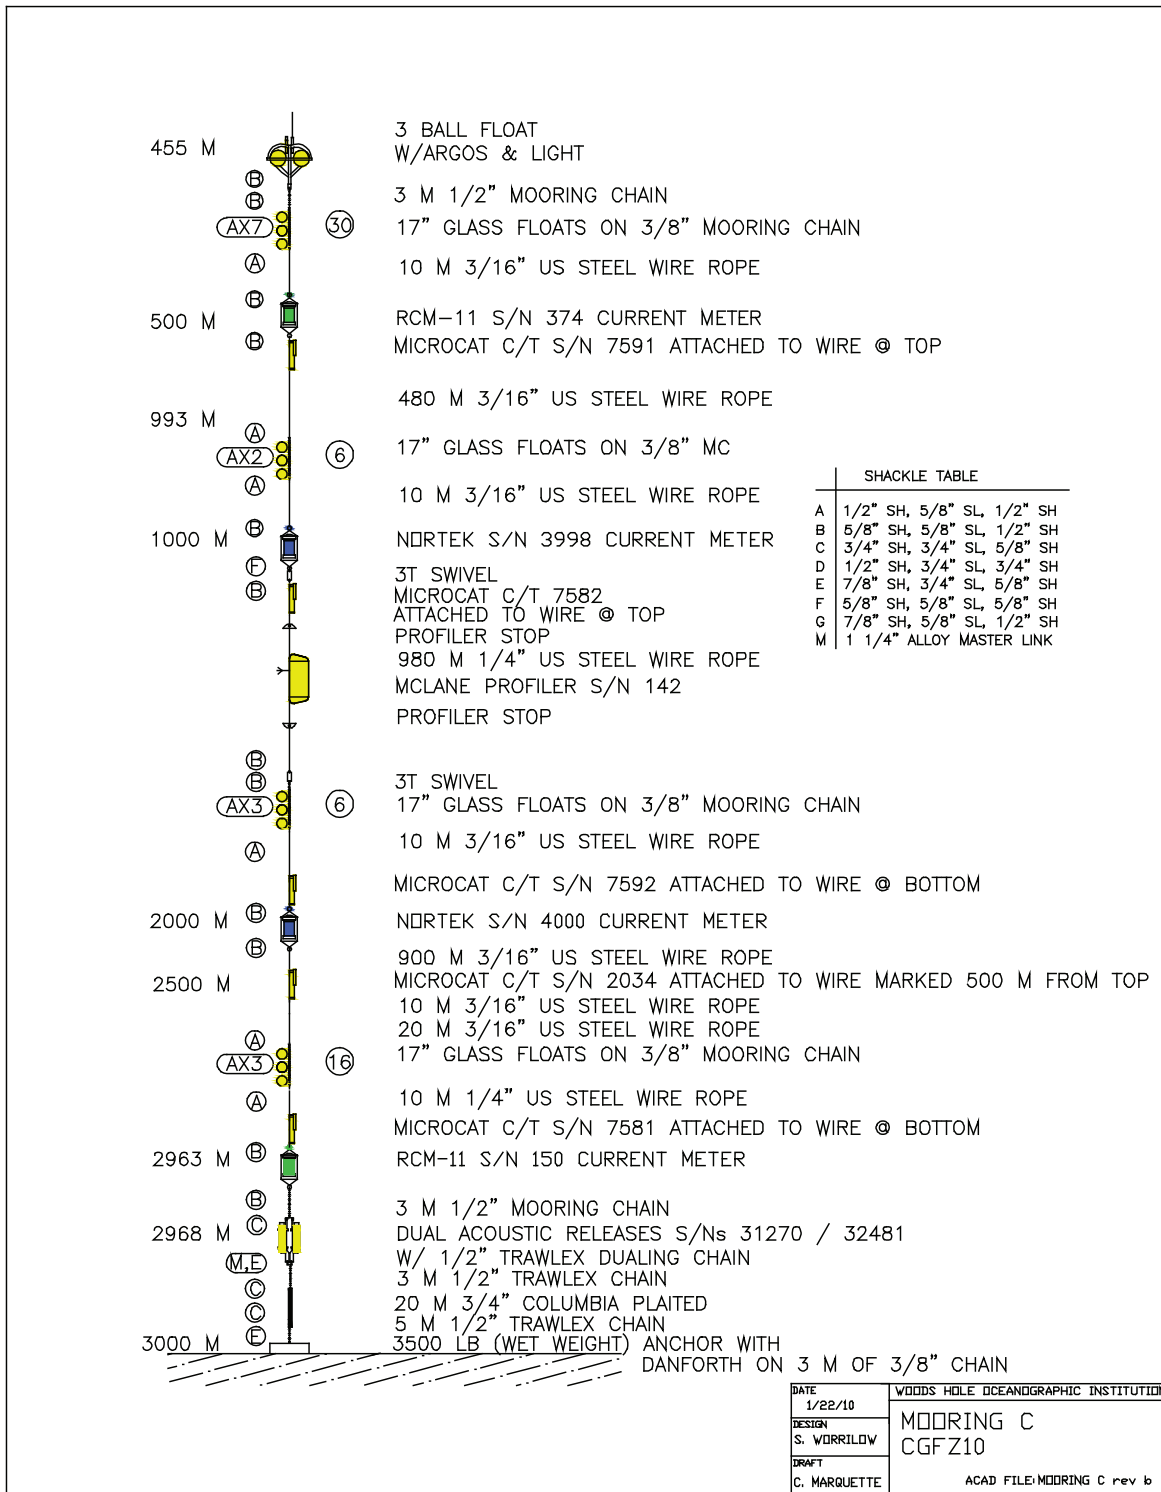 3 BALL FLOAT
455 M
W/ARGOS & LIGHT
B
B
3 M 1/2" MOORING CHAIN
AX7 30 17" GLASS FLOATS ON 3/8" MOORING CHAIN
A 10 M 3/16" US STEEL WIRE ROPE
B
500 M RCM-11 S/N 374 CURRENT METER
B MICROCAT C/T S/N 7591 ATTACHED TO WIRE @ TOP
480 M 3/16" US STEEL WIRE ROPE
993 M
A
AX2 6 17" GLASS FLOATS ON 3/8" MC
A 10 M 3/16" US STEEL WIRE ROPE
B
1000 M NORTEK S/N 3998 CURRENT METER
F 3T SWIVEL
B MICROCAT C/T 7582
ATTACHED TO WIRE @ TOP
PROFILER STOP
980 M 1/4" US STEEL WIRE ROPE
MCLANE PROFILER S/N 142
PROFILER STOP
B
B 3T SWIVEL
AX3 6 17" GLASS FLOATS ON 3/8" MOORING CHAIN
10 M 3/16" US STEEL WIRE ROPE
A
MICROCAT C/T S/N 7592 ATTACHED TO WIRE @ BOTTOM
2000 M B NORTEK S/N 4000 CURRENT METER
B
900 M 3/16" US STEEL WIRE ROPE
2500 M MICROCAT C/T S/N 2034 ATTACHED TO WIRE MARKED 500 M FROM TOP
10 M 3/16" US STEEL WIRE ROPE
20 M 3/16" US STEEL WIRE ROPE
A
AX3 16 17" GLASS FLOATS ON 3/8" MOORING CHAIN
A 10 M 1/4" US STEEL WIRE ROPE
MICROCAT C/T S/N 7581 ATTACHED TO WIRE @ BOTTOM
2963 M B RCM-11 S/N 150 CURRENT METER
B 3 M 1/2" MOORING CHAIN
2968 M C DUAL ACOUSTIC RELEASES S/Ns 31270 / 32481
M,E W/ 1/2" TRAWLEX DUALING CHAIN
C 3 M 1/2" TRAWLEX CHAIN
C 20 M 3/4" COLUMBIA PLAITED
5 M 1/2" TRAWLEX CHAIN
3000 M E 3500 LB (WET WEIGHT) ANCHOR WITH
DANFORTH ON 3 M OF 3/8" CHAIN
SHACKLE TABLE
A 1/2" SH, 5/8" SL, 1/2" SH
B 5/8" SH, 5/8" SL, 1/2" SH
C 3/4" SH, 3/4" SL, 5/8" SH
D 1/2" SH, 3/4" SL, 3/4" SH
E 7/8" SH, 3/4" SL, 5/8" SH
F 5/8" SH, 5/8" SL, 5/8" SH
G 7/8" SH, 5/8" SL, 1/2" SH
M 1 1/4" ALLOY MASTER LINK
DATE
1/22/10
DESIGN
S. WORRILOW
DRAFT
C. MARQUETTE
WOODS HOLE OCEANOGRAPHIC INSTITUTION
MOORING C
CGFZ10
ACAD FILE:MOORING C rev b